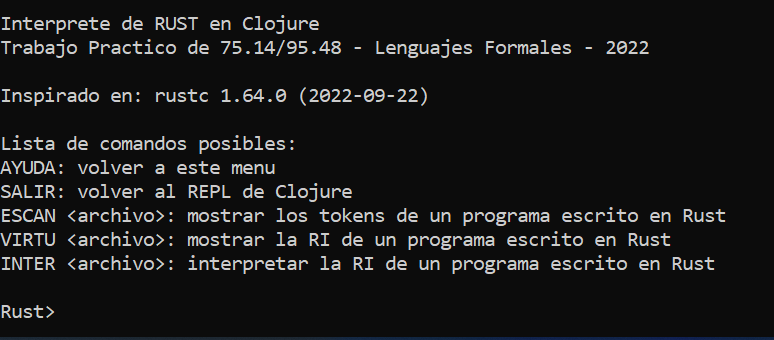 Interprete de RUST en Clojure
Trabajo Practico de 75.14/95.48 - Lenguajes Formales - 2022
Inspirado en: rustc 1.64.0 (2022-09-22)
Lista de comandos posibles:
AYUDA: volver a este menu
SALIR: volver al REPL de Clojure
ESCAN <archivo>: mostrar los tokens de un programa escrito en Rust
VIRTU <archivo>: mostrar la RI de un programa escrito en Rust
INTER <archivo>: interpretar la RI de un programa escrito en Rust
Rust>